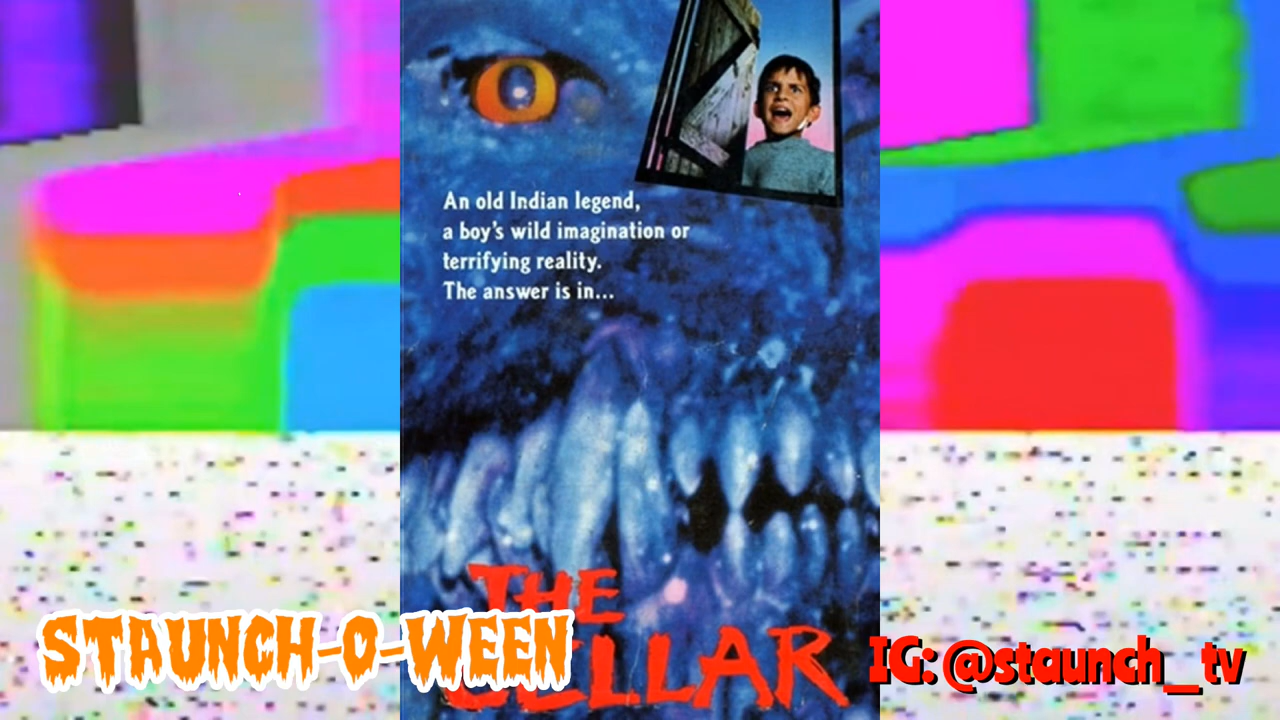 An old Indian legend,
a boy's wild imagination or
terrifying reality.
The answer is in...
THE
CELLAR
STAUNCH-O-WEEN
IG: @staunch_tv